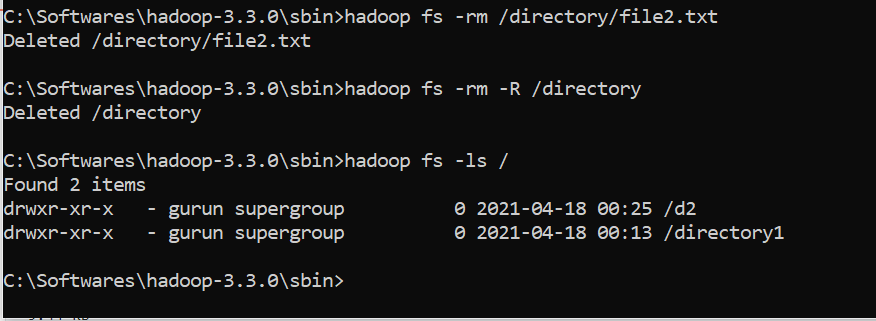 C:\Softwares\hadoop-3.3.0\sbin>hadoop fs -rm /directory/file2.txt
Deleted /directory/file2.txt
C:\Softwares\hadoop-3.3.0\sbin>hadoop fs -rm -R /directory
Deleted /directory
C:\Softwares\hadoop-3.3.0\sbin>hadoop fs -ls /
Found 2 items
drwxr-xr-x   - gurun supergroup          0 2021-04-18 00:25 /d2
drwxr-xr-x   - gurun supergroup          0 2021-04-18 00:13 /directory1
C:\Softwares\hadoop-3.3.0\sbin>